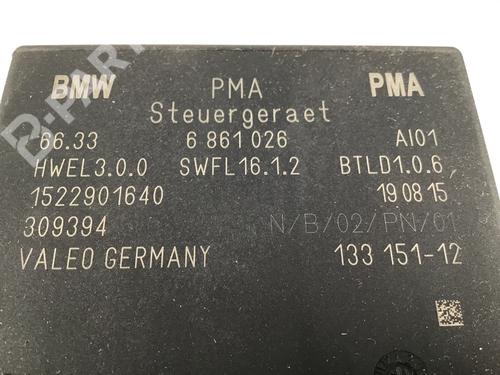 BMW PMA PMA
Steuergeraet
66.33 6 861 026 AI01
HWEL3.0.0 SWFL16.1.2 BTLD1.0.6
1522901640 19 08 15
309394 N/B/02/PN/01
VALEO GERMANY 133 151-12